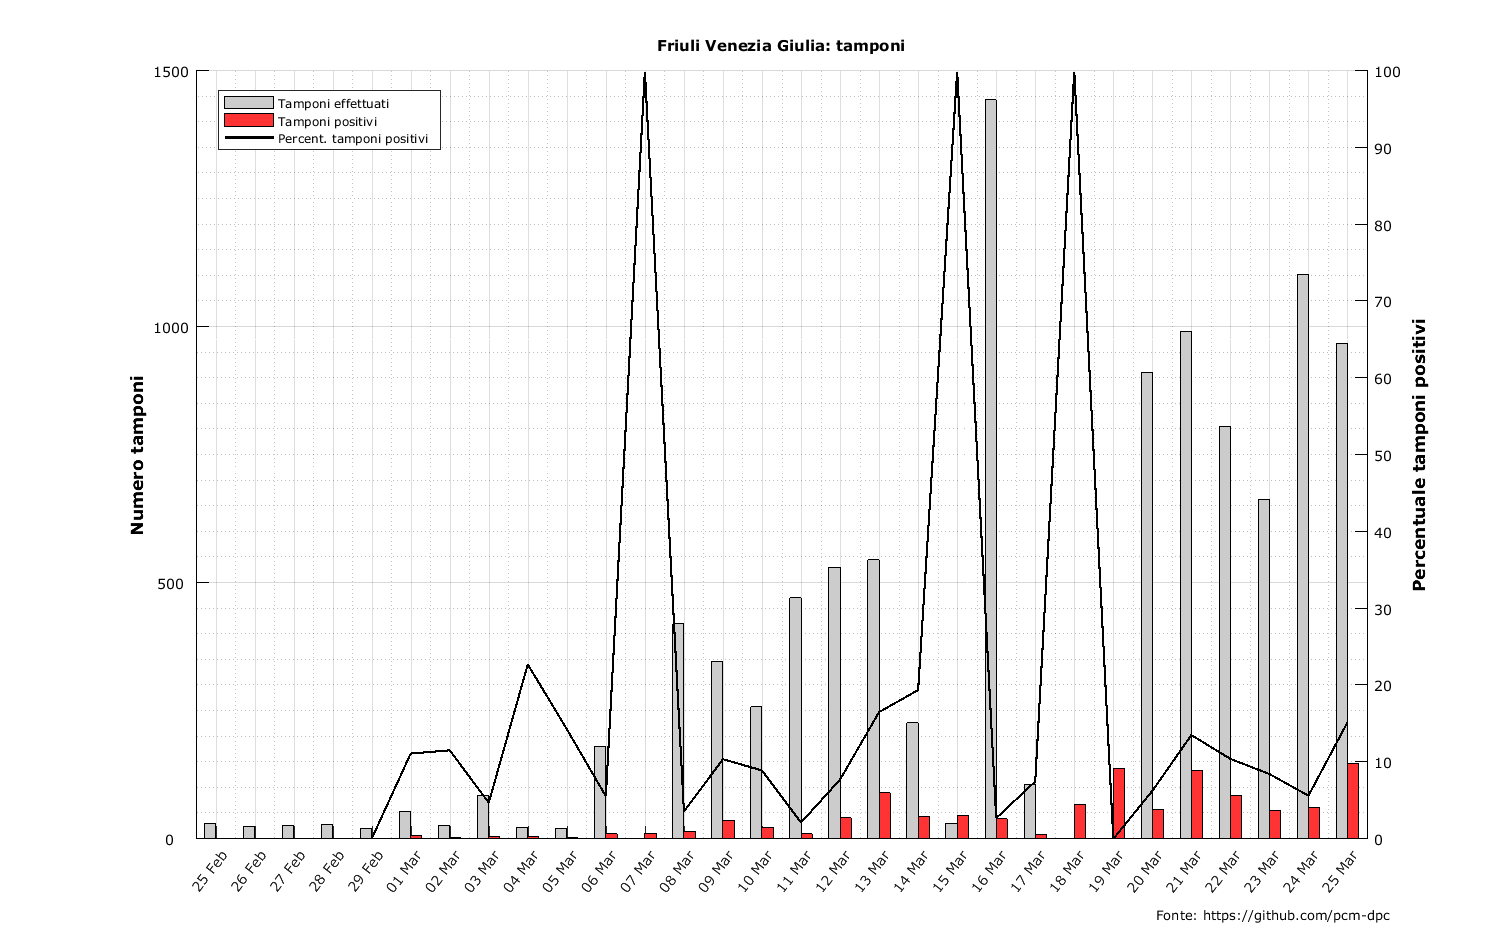 Friuli Venezia Giulia: tamponi
Tamponi effettuati
Tamponi positivi
Percent. tamponi positivi
Numero tamponi
1500
1000
500
0
Percentuale tamponi positivi
100
90
80
70
60
50
40
30
20
10
0
25 Feb
26 Feb
27 Feb
28 Feb
29 Feb
01 Mar
02 Mar
03 Mar
04 Mar
05 Mar
06 Mar
07 Mar
08 Mar
09 Mar
10 Mar
11 Mar
12 Mar
13 Mar
14 Mar
15 Mar
16 Mar
17 Mar
18 Mar
19 Mar
20 Mar
21 Mar
22 Mar
23 Mar
24 Mar
25 Mar
Fonte: https://github.com/pcm-dpc